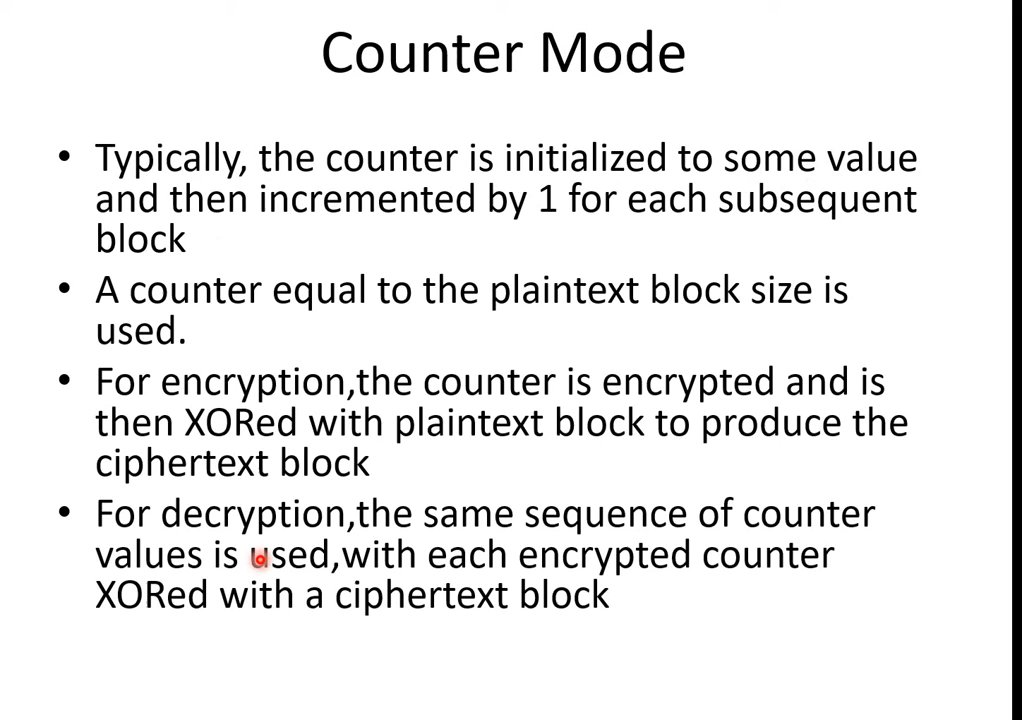 Counter Mode
• Typically, the counter is initialized to some value
and then incremented by 1 for each subsequent
block
• A counter equal to the plaintext block size is
used.
• For encryption,the counter is encrypted and is
then XORed with plaintext block to produce the
ciphertext block
• For decryption,the same sequence of counter
values is used,with each encrypted counter
XORed with a ciphertext block